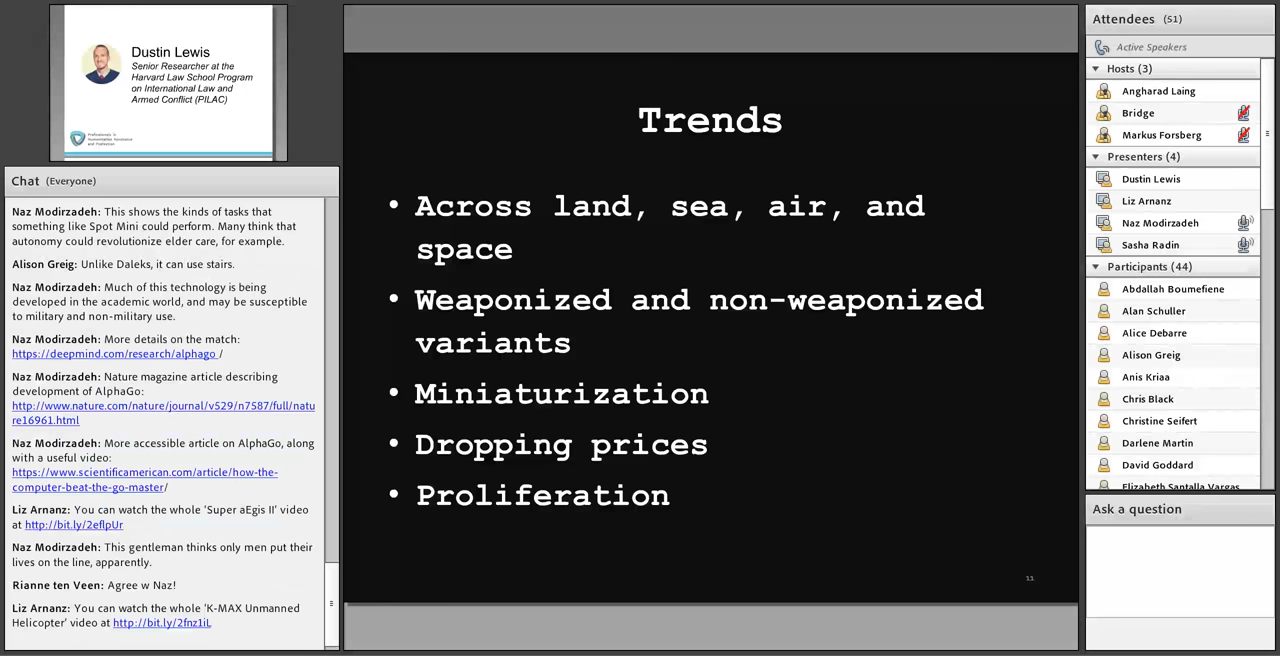 Dustin Lewis
Senior Researcher at the
Harvard Law School Program
on International Law and
Armed Conflict (PILAC)
Professionals in
Humanitarian Assistance
and Protection
Chat (Everyone)
Naz Modirzadeh: This shows the kinds of tasks that
something like Spot Mini could perform. Many think that
autonomy could revolutionize elder care, for example.
Alison Greig: Unlike Daleks, it can use stairs.
Naz Modirzadeh: Much of this technology is being
developed in the academic world, and may be susceptible
to military and non-military use.
Naz Modirzadeh: More details on the match:
https://deepmind.com/research/alphago /
Naz Modirzadeh: Nature magazine article describing
development of AlphaGo:
http://www.nature.com/nature/journal/v529/n7587/full/natu
re16961.html
Naz Modirzadeh: More accessible article on AlphaGo, along
with a useful video:
https://www.scientificamerican.com/article/how-the-
computer-beat-the-go-master/
Liz Arnanz: You can watch the whole 'Super aEgis II' video
at http://bit.ly/2eflpUr
Naz Modirzadeh: This gentleman thinks only men put their
lives on the line, apparently.
Rianne ten Veen: Agree w Naz!
Liz Arnanz: You can watch the whole 'K-MAX Unmanned
Helicopter' video at http://bit.ly/2fnz1iL
Trends
• Across land, sea, air, and
space
• Weaponized and non-weaponized
variants
• Miniaturization
• Dropping prices
• Proliferation
11
Attendees (51)
Active Speakers
Hosts (3)
Angharad Laing
Bridge
Markus Forsberg
Presenters (4)
Dustin Lewis
Liz Arnanz
Naz Modirzadeh
Sasha Radin
Participants (44)
Abdallah Boumefiene
Alan Schuller
Alice Debarre
Alison Greig
Anis Kriaa
Chris Black
Christine Seifert
Darlene Martin
David Goddard
Elizabeth Santalla Vargas
Ask a question